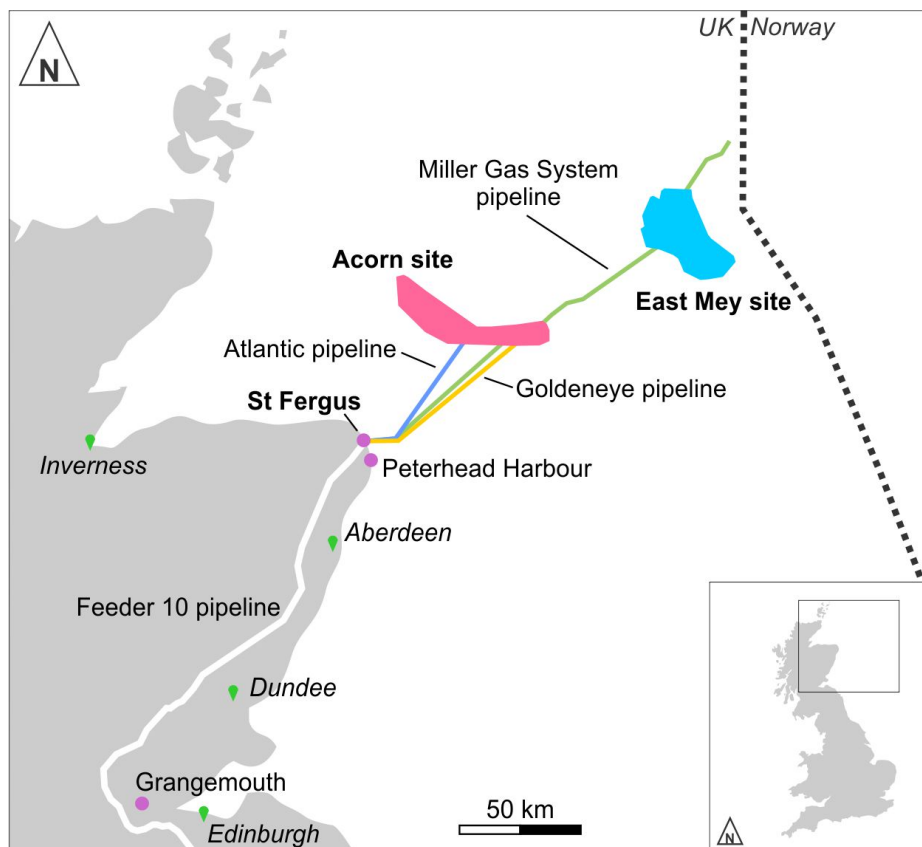 UK Norway
N
Miller Gas System
pipeline
Acorn site
East Mey site
Atlantic pipeline
Goldeneye pipeline
St Fergus
Inverness
Peterhead Harbour
Aberdeen
Feeder 10 pipeline
Dundee
Grangemouth
50 km
Edinburgh
N